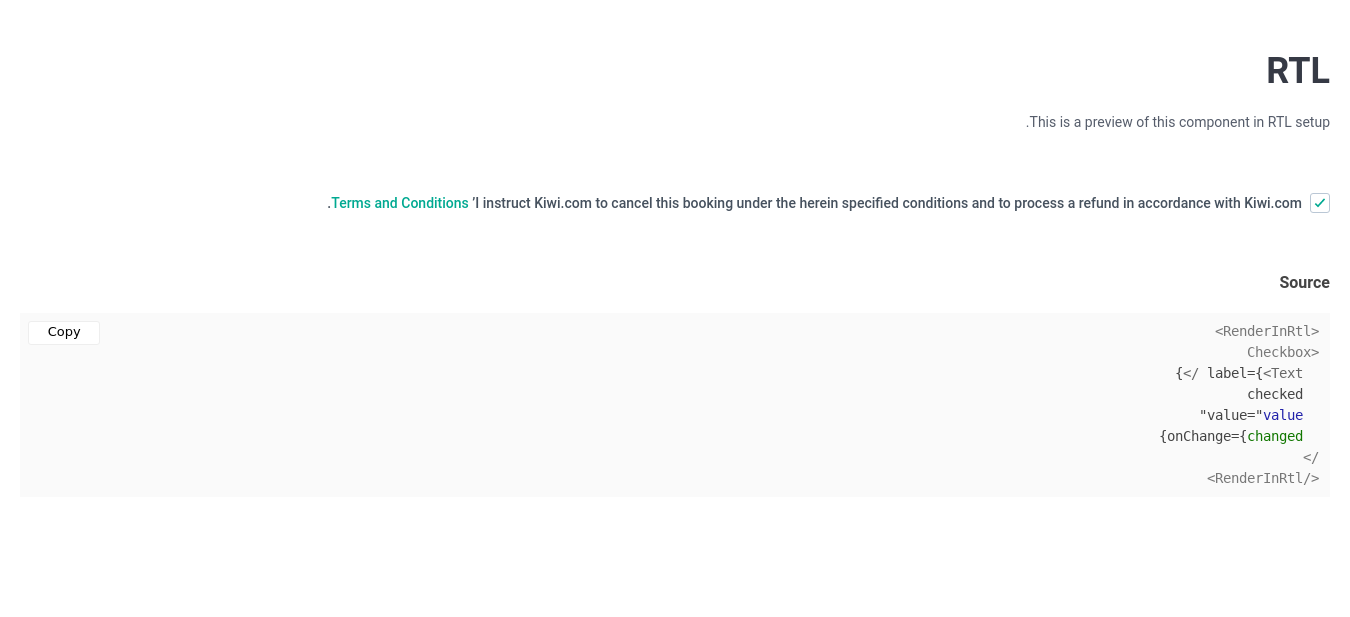 RTL
.This is a preview of this component in RTL setup
.Terms and Conditions ’I instruct Kiwi.com to cancel this booking under the herein specified conditions and to process a refund in accordance with Kiwi.com
Source
Copy
<RenderInRtl>
Checkbox>
{</ label={<Text
checked
"value="value
{onChange={changed
</
<RenderInRtl/>